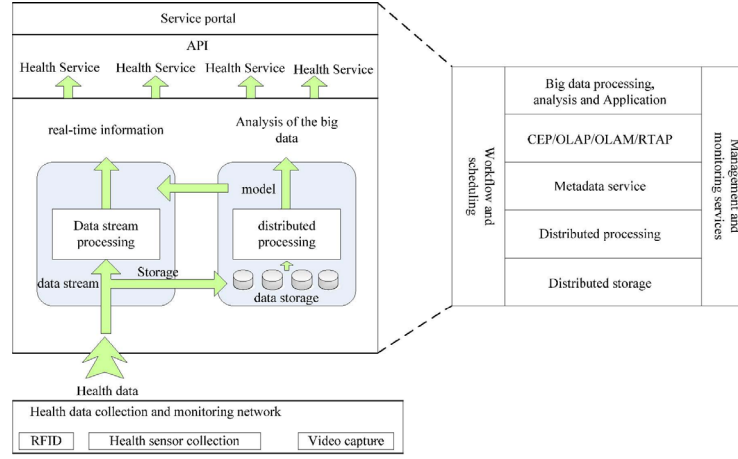 Service portal
API
Health Service
Health Service
Health Service
Health Service
real-time information
Analysis of the big
data
model
Data stream
processing
distributed
processing
Storage
data stream
data storage
Health data
Health data collection and monitoring network
RFID
Health sensor collection
Video capture
Workflow and
scheduling
Big data processing,
analysis and Application
CEP/OLAP/OLAM/RTAP
Metadata service
Distributed processing
Distributed storage
Management and
monitoring services